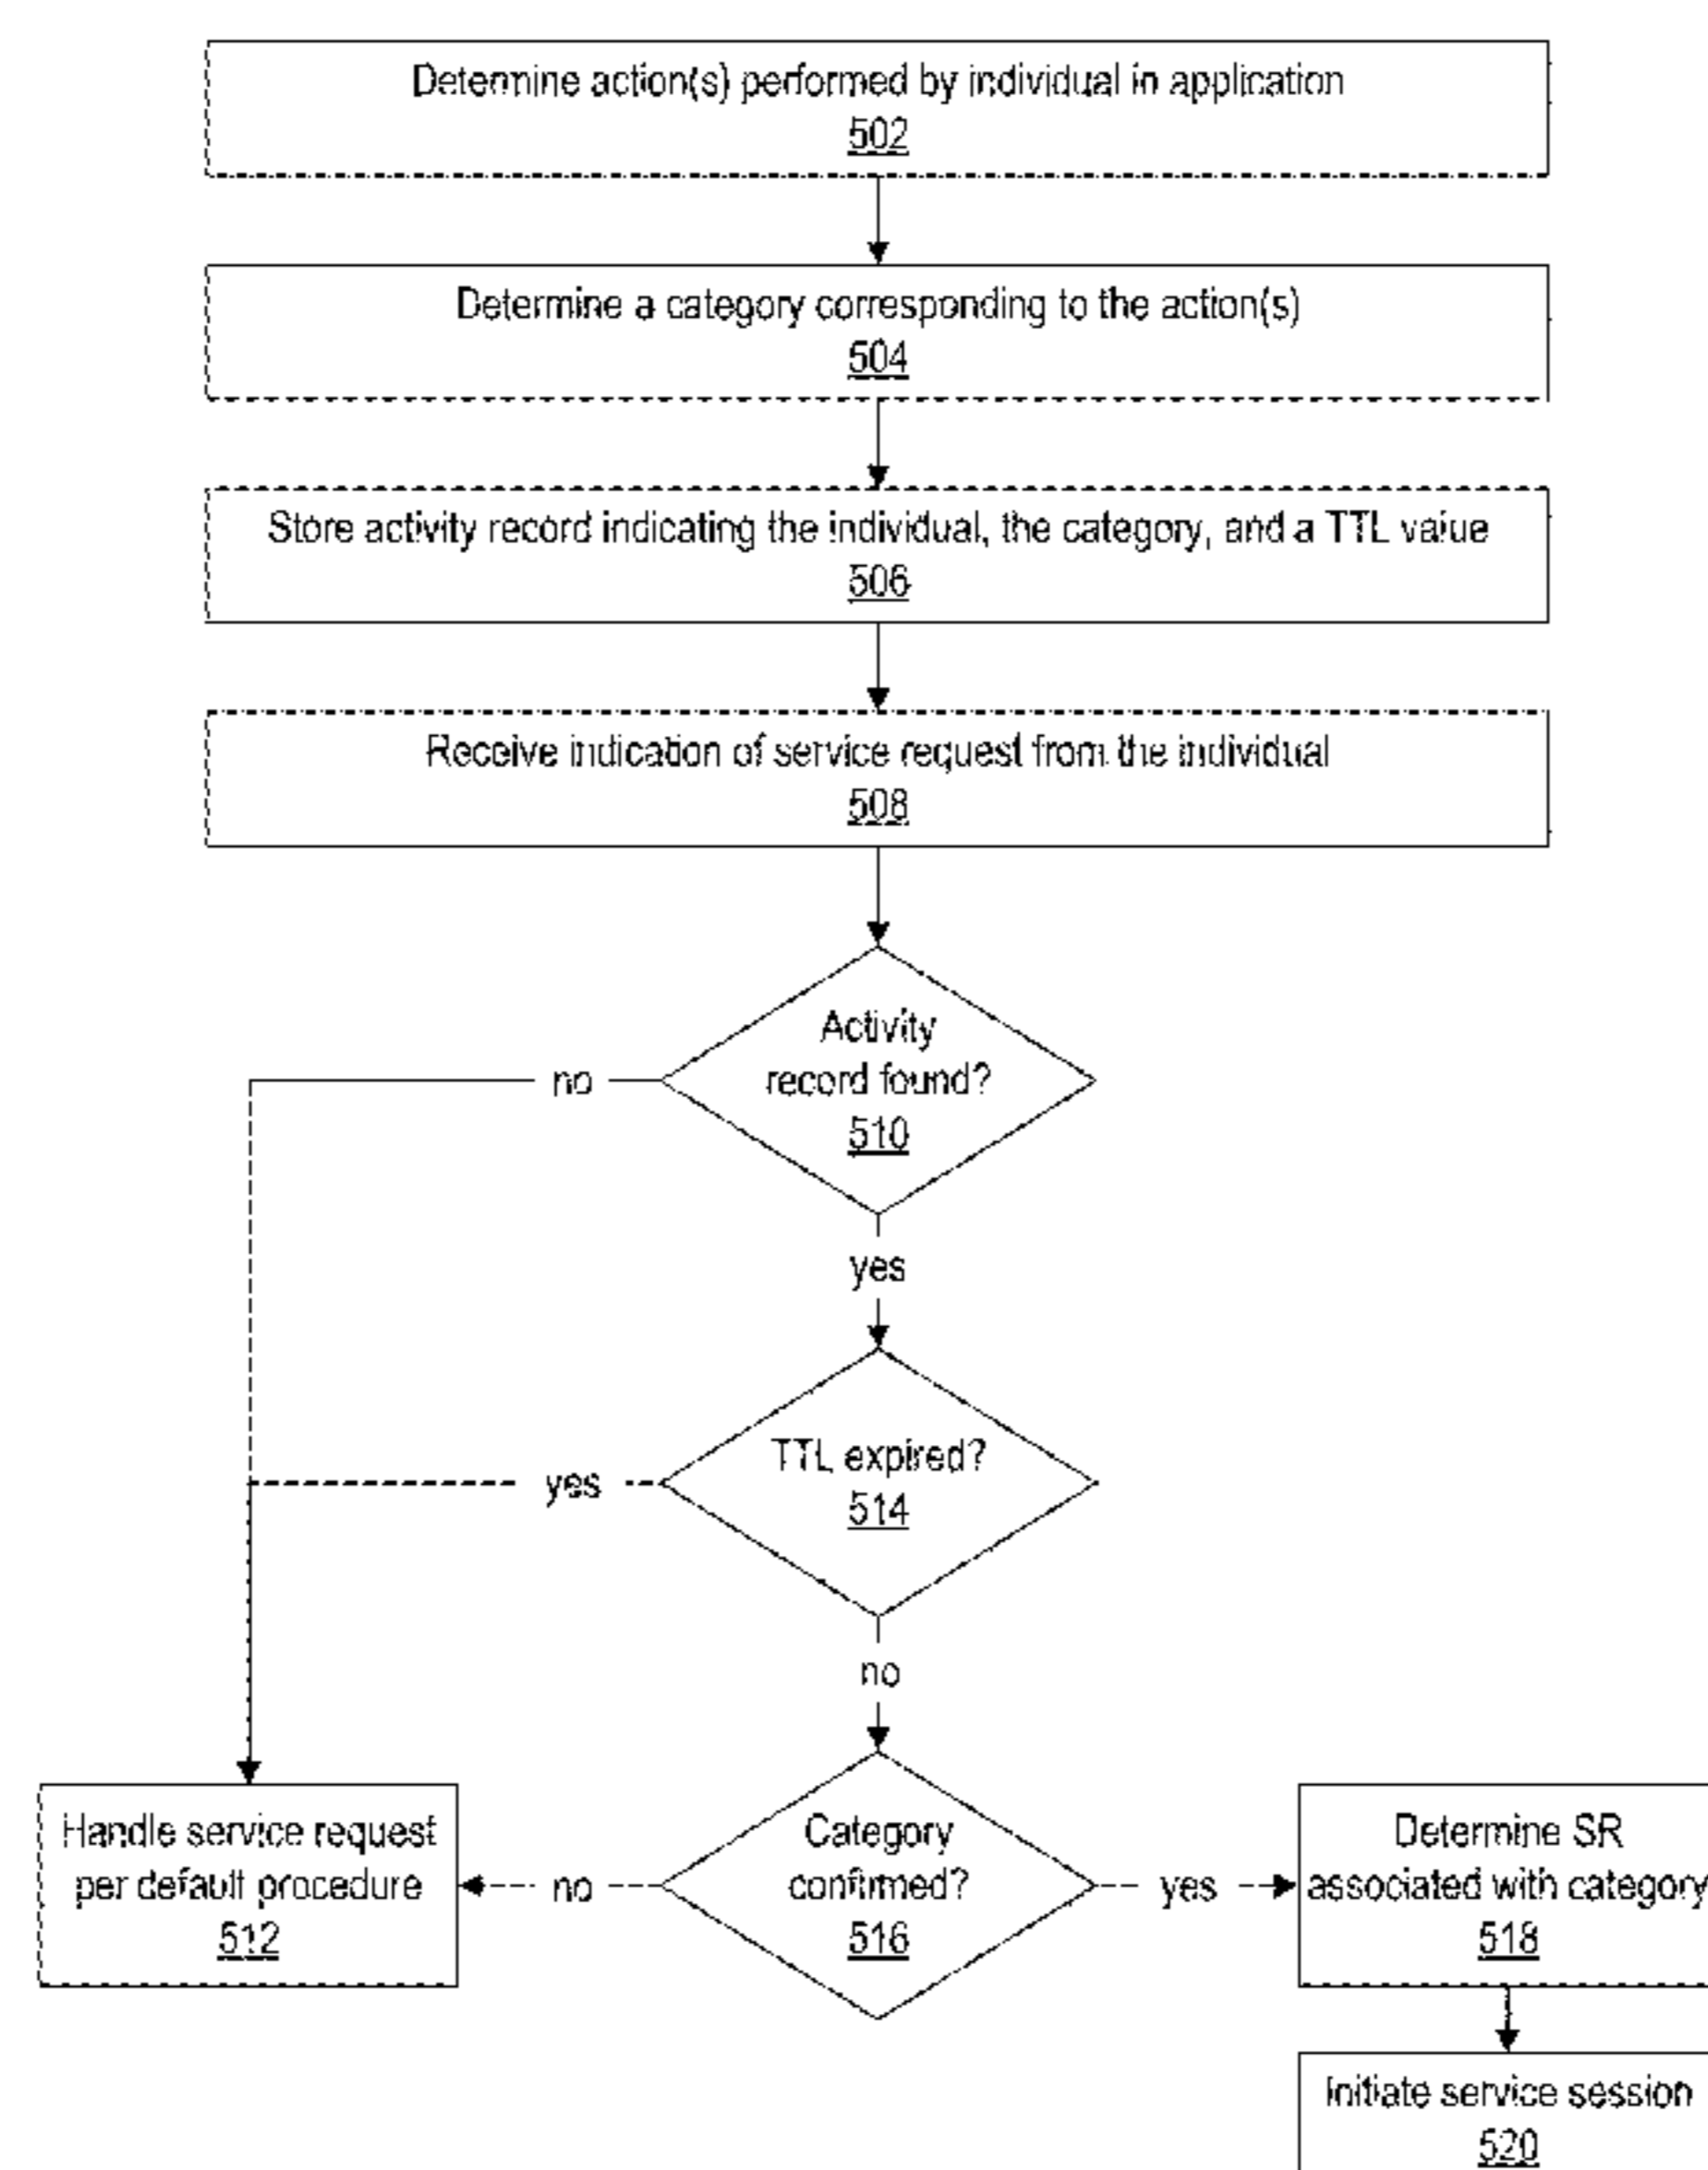 Determine action(s) performed by individual in application
502
Determine a category corresponding to the action(s)
504
Store activity record indicating the individual, the category, and a TTL value
506
Receive indication of service request from the individual
508
Activity
record found?
510
no
yes
TTL expired?
514
yes
no
Category
confirmed?
516
no
yes
Handle service request
per default procedure
512
Determine SR
associated with category
518
Initiate service session
520